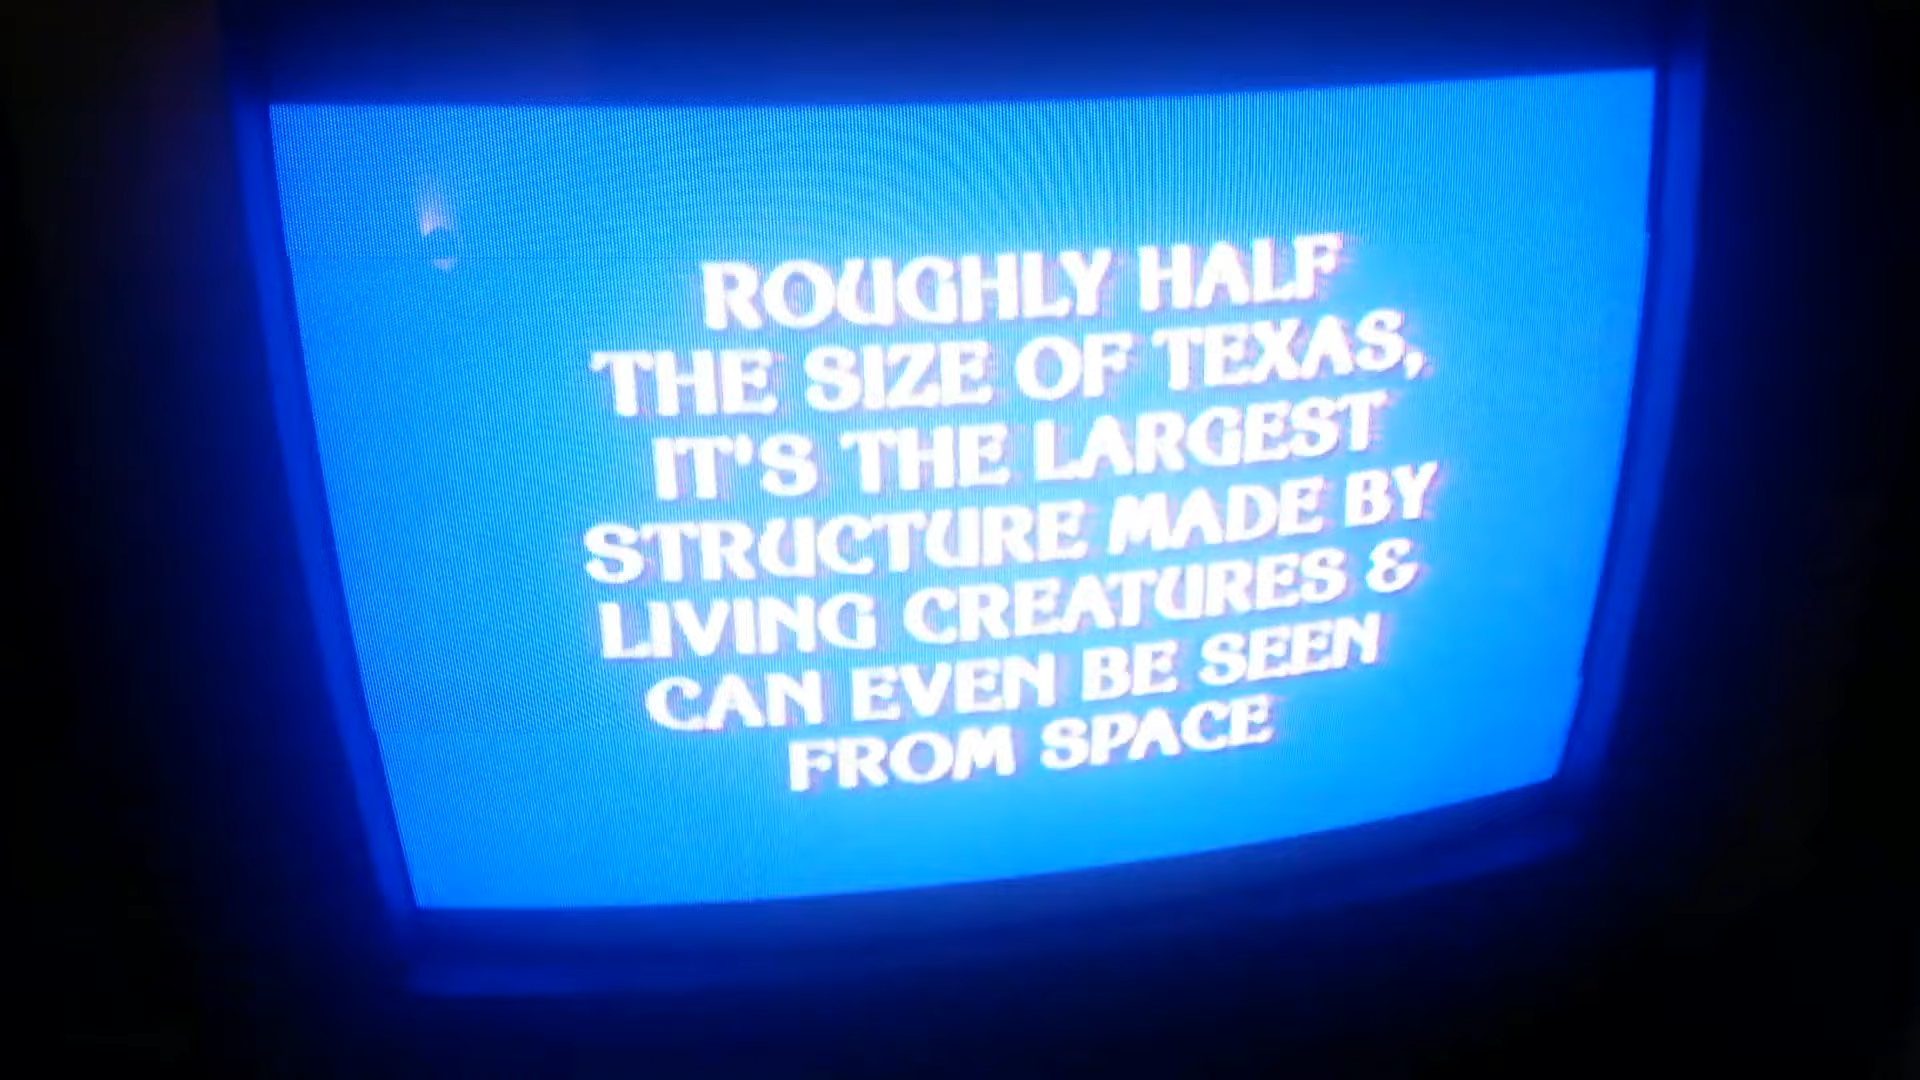 ROUGHLY HALF
THE SIZE OF TEXAS,
IT'S THE LARGEST
STRUCTURE MADE BY
LIVING CREATURES &
CAN EVEN BE SEEN
FROM SPACE